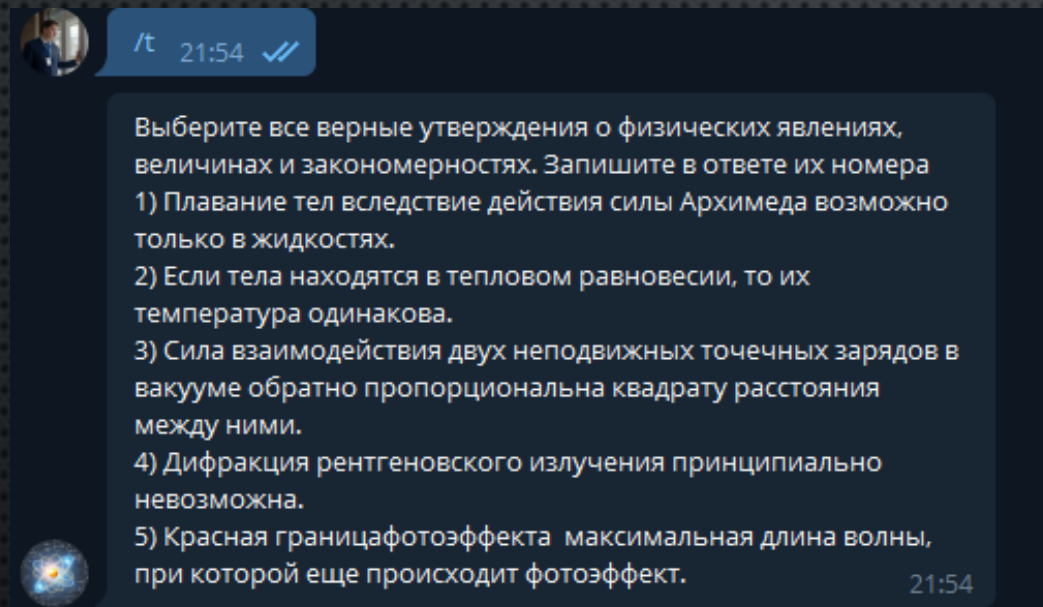 /t 21:54
Выберите все верные утверждения о физических явлениях,
величинах и закономерностях. Запишите в ответе их номера
1) Плавание тел вследствие действия силы Архимеда возможно
только в жидкостях.
2) Если тела находятся в тепловом равновесии, то их
температура одинакова.
3) Сила взаимодействия двух неподвижных точечных зарядов в
вакууме обратно пропорциональна квадрату расстояния
между ними.
4) Дифракция рентгеновского излучения принципиально
невозможна.
5) Красная границафотоэффекта  максимальная длина волны,
при которой еще происходит фотоэффект.
21:54